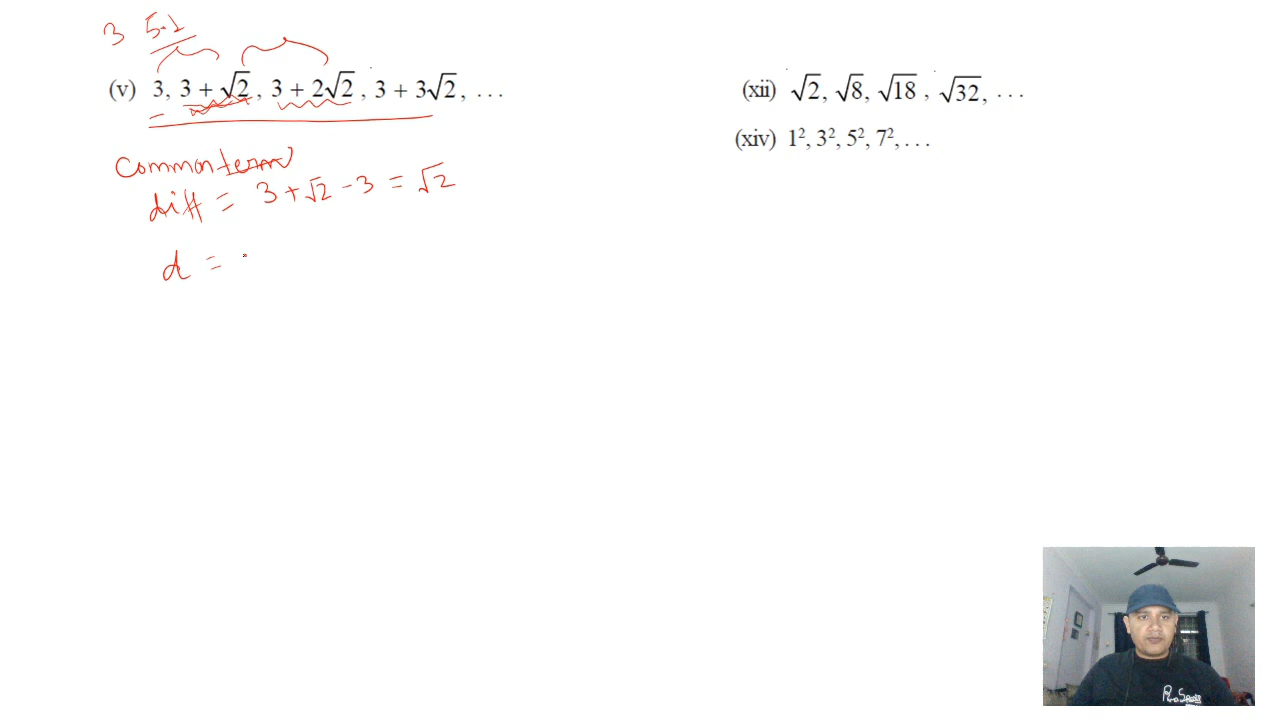 3 5.1
(v) 3, 3 + √2, 3 + 2√2, 3 + 3√2, ...
Common term
diff = 3 + √2 - 3 = √2
d =
(xii) √2, √8, √18, √32, ...
(xiv) 1², 3², 5², 7², ...